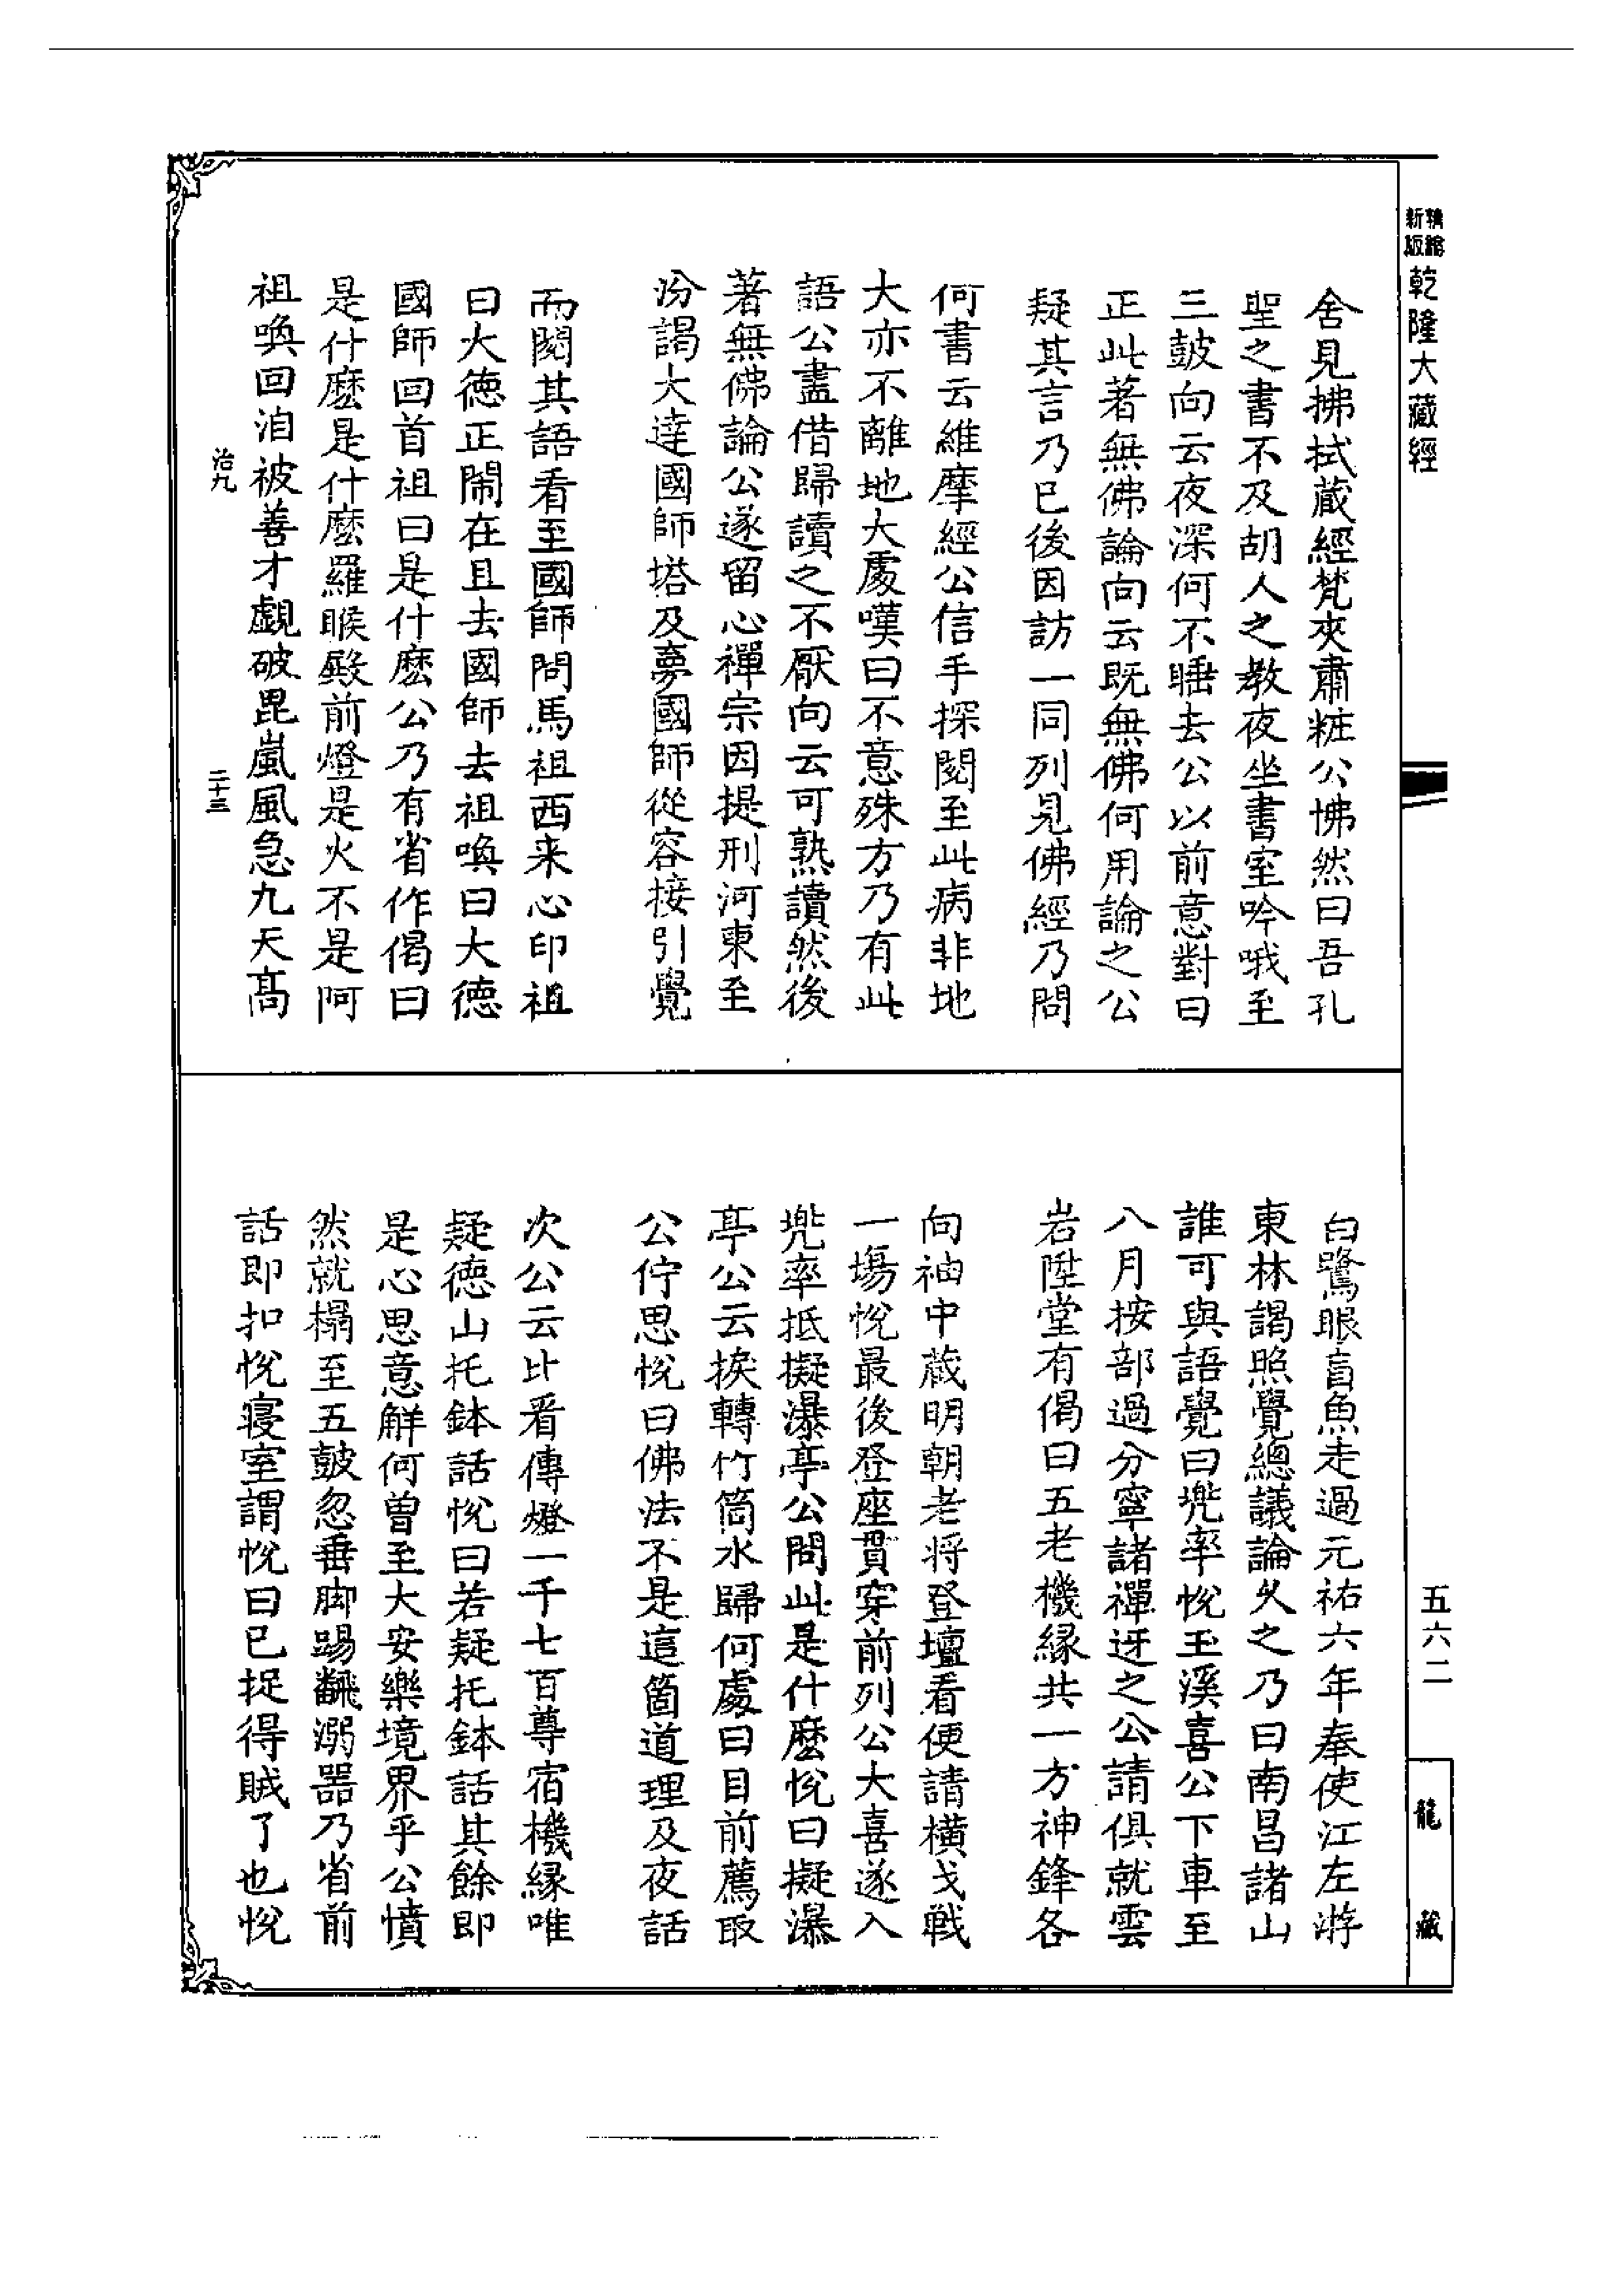 新版 乾隆大藏經
舍見拂拭藏經梵夾肅粧公怫然曰吾孔
聖之書不及胡人之教夜坐書室吟哦至
三鼓向云夜深何不睡去公以前意對曰
正此著無佛論向云既無佛何用論之公
疑其言乃已後因訪一同列見佛經乃問
何書云維摩經公信手探閱至此病非地
大亦不離地大處嘆曰不意殊方乃有此
語公盡借歸讀之不厭向云可熟讀然後
著無佛論公遂留心禪宗因提刑河東至
汾謁大達國師塔及夢國師從容接引覺
而閱其語看至國師問馬祖西来心印祖
曰大德正鬧在且去國師去祖喚曰大德
國師回首祖曰是什麽公乃有省作偈曰
是什麽是什麽羅睺殿前燈是火不是阿
祖喚回洎被善才覷破毘嵐風急九天髙
治九
二十三
白鷺眼盲魚走過元祐六年奉使江左游
東林謁照覺總議論久之乃曰南昌諸山
誰可與語覺曰兠率悅玉溪喜公下車至
八月按部過分寧諸禪迓之公請俱就雲
岩陞堂有偈曰五老機緣共一方神鋒各
向袖中藏明朝老将登壇看便請橫戈戦
一塲悅最後登座貫穿前列公大喜遂入
兠率抵擬瀑亭公問此是什麽悅曰擬瀑
亭公云捩轉竹筒水歸何處曰目前薦取
公佇思悅曰佛法不是這箇道理及夜話
次公云比看傳燈一千七百尊宿機緣唯
疑德山托鉢話悅曰若疑托鉢話其餘即
是心思意解何曾至大安樂境界乎公憤
然就榻至五鼓忽垂脚踢飜溺噐乃省前
話即扣悅寝室謂悅曰已捉得賊了也悅
五六二
龍藏